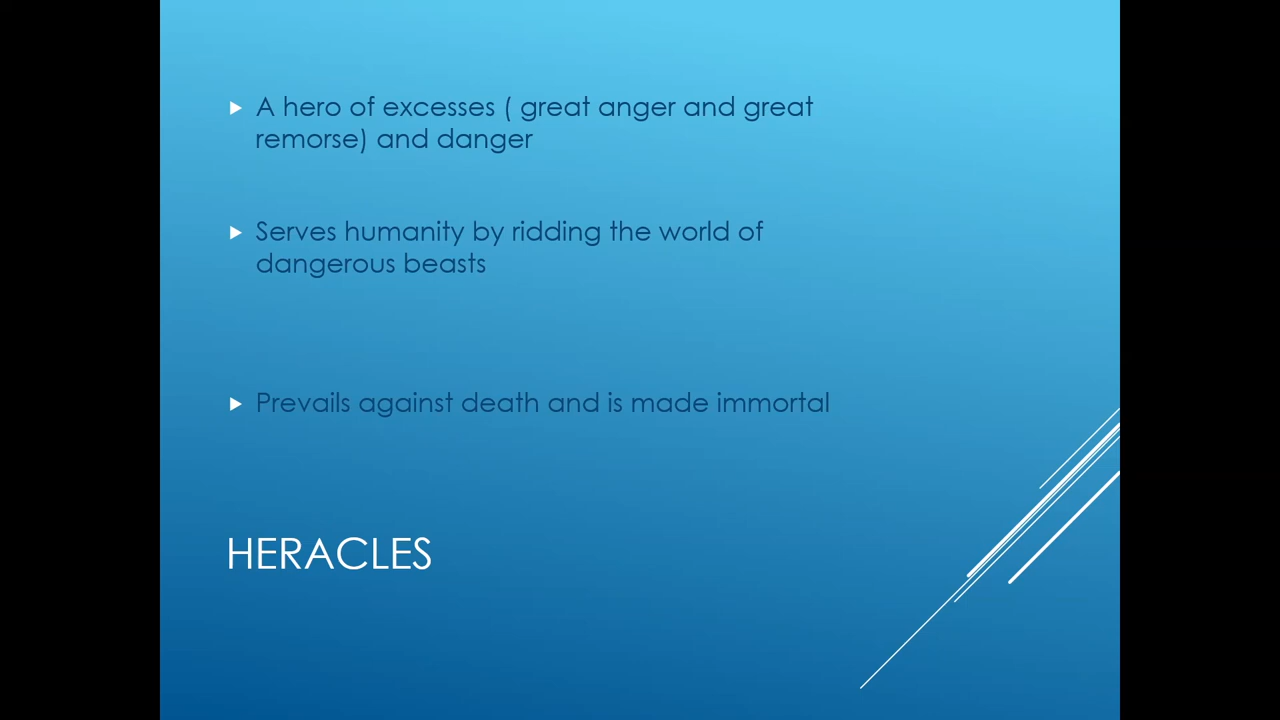 A hero of excesses ( great anger and great
remorse) and danger
Serves humanity by ridding the world of
dangerous beasts
Prevails against death and is made immortal
HERACLES